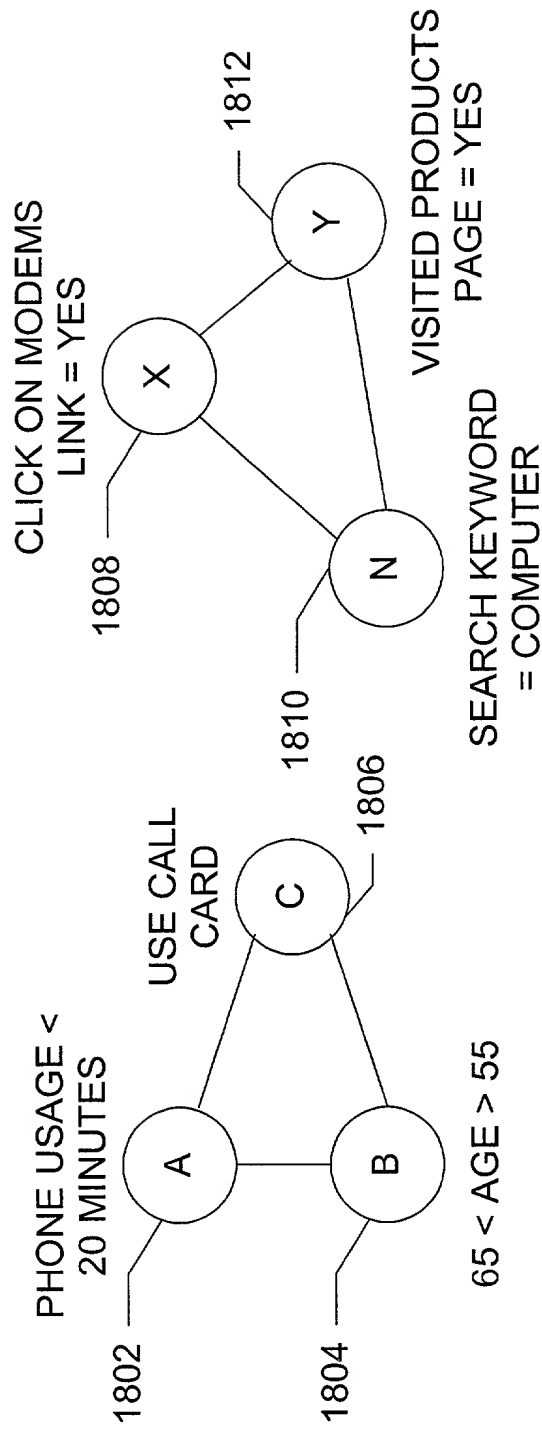 PHONE USAGE <
20 MINUTES
1802
A
USE CALL
CARD
C
1806
1804
B
65 < AGE > 55
CLICK ON MODEMS
LINK = YES
1808
X
1812
Y
VISITED PRODUCTS
PAGE = YES
1810
N
SEARCH KEYWORD
= COMPUTER